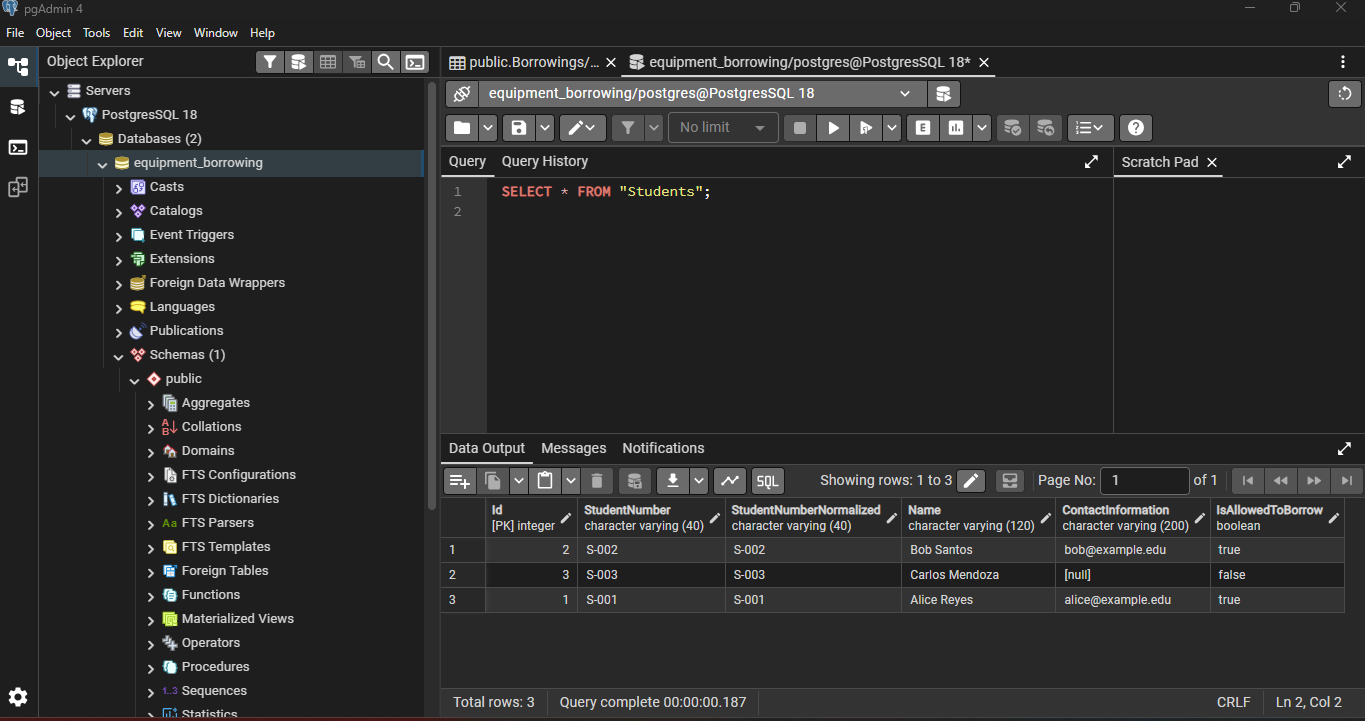 pgAdmin 4
File Object Tools Edit View Window Help
Object Explorer
public.Borrowings/...
equipment_borrowing/postgres@PostgresSQL 18*
Servers
PostgresSQL 18
Databases (2)
equipment_borrowing
Casts
Catalogs
Event Triggers
Extensions
Foreign Data Wrappers
Languages
Publications
Schemas (1)
public
Aggregates
Collations
Domains
FTS Configurations
FTS Dictionaries
Aa FTS Parsers
FTS Templates
Foreign Tables
Functions
Materialized Views
Operators
Procedures
1..3 Sequences
Statistics
equipment_borrowing/postgres@PostgresSQL 18
No limit
E
Query Query History
Scratch Pad
1 SELECT * FROM "Students";
2
Data Output Messages Notifications
SQL Showing rows: 1 to 3 Page No: 1 of 1
Id StudentNumber StudentNumberNormalized Name ContactInformation IsAllowedToBorrow
[PK] integer character varying (40) character varying (40) character varying (120) character varying (200) boolean
1 2 S-002 S-002 Bob Santos bob@example.edu true
2 3 S-003 S-003 Carlos Mendoza [null] false
3 1 S-001 S-001 Alice Reyes alice@example.edu true
Total rows: 3 Query complete 00:00:00.187 CRLF Ln 2, Col 2